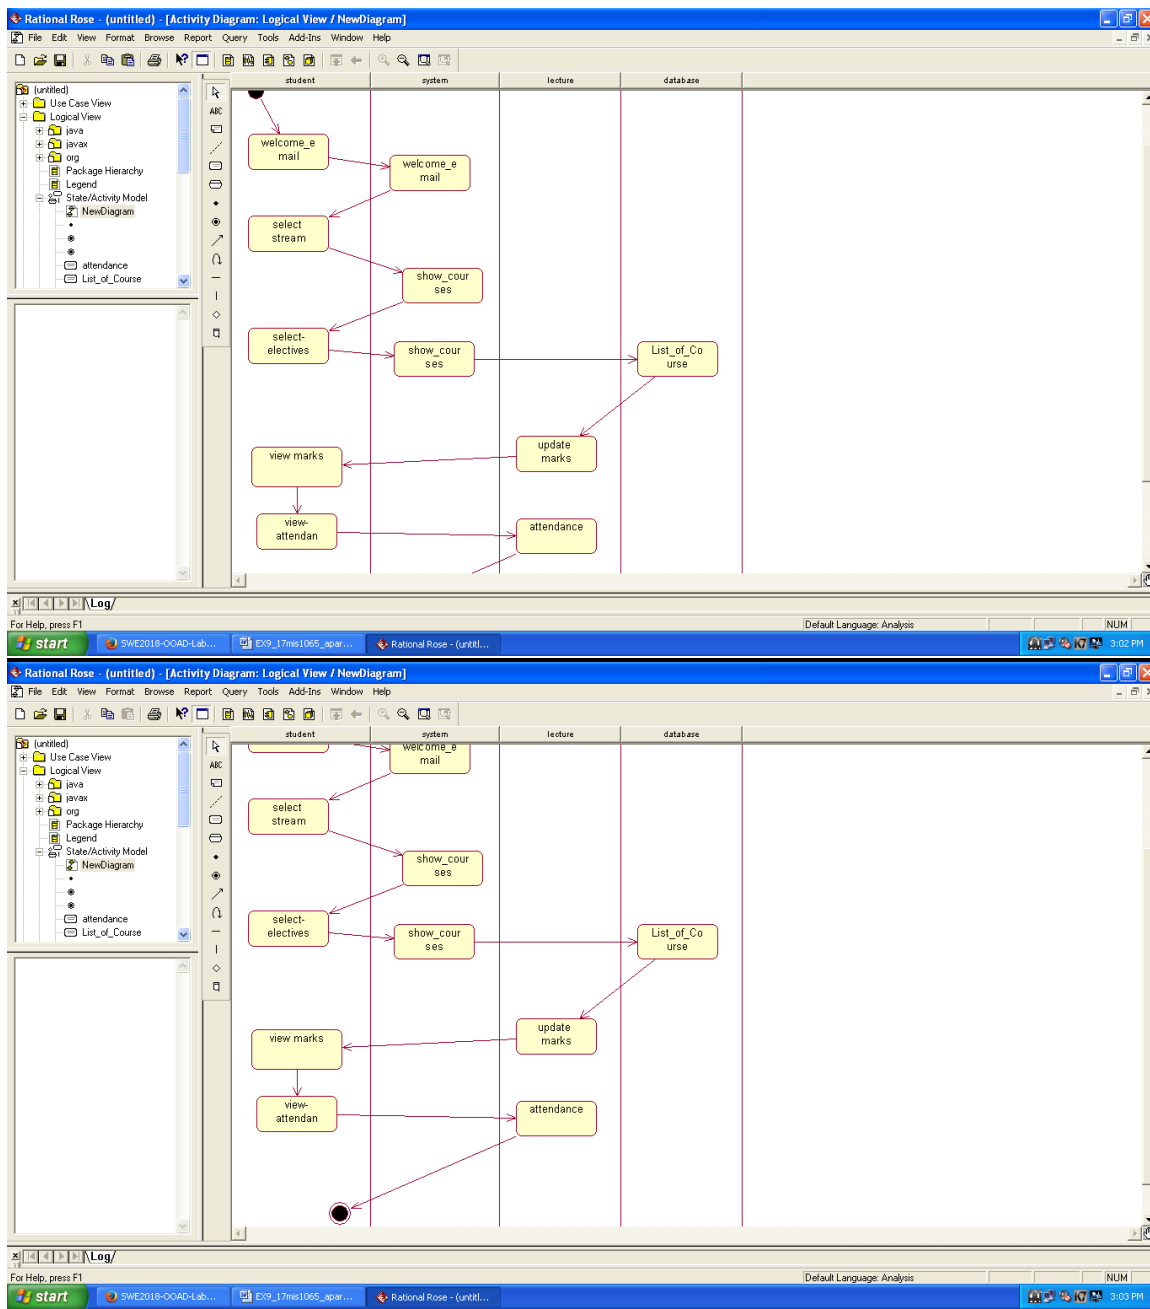 Rational Rose - (untitled) - [Activity Diagram: Logical View / NewDiagram]
File Edit View Format Browse Report Query Tools Add-Ins Window Help
student system lecture database
(untitled)
Use Case View
Logical View
java
javax
org
Package Hierarchy
Legend
State/Activity Model
NewDiagram
attendance
List_of_Course
ABC
welcome_e
mail
welcome_e
mail
select
stream
show_cour
ses
select-
electives
show_cour
ses
List_of_Co
urse
update
marks
view marks
view-
attendan
attendance
Log
For Help, press F1
Default Language: Analysis
NUM
start
SWE2018-OOAD-Lab...
EX9_17mis1065_apar...
Rational Rose - (untitl...
3:02 PM
Rational Rose - (untitled) - [Activity Diagram: Logical View / NewDiagram]
File Edit View Format Browse Report Query Tools Add-Ins Window Help
student system lecture database
(untitled)
Use Case View
Logical View
java
javax
org
Package Hierarchy
Legend
State/Activity Model
NewDiagram
attendance
List_of_Course
ABC
welcome_e
mail
select
stream
show_cour
ses
select-
electives
show_cour
ses
List_of_Co
urse
update
marks
view marks
view-
attendan
attendance
Log
For Help, press F1
Default Language: Analysis
NUM
start
SWE2018-OOAD-Lab...
EX9_17mis1065_apar...
Rational Rose - (untitl...
3:03 PM